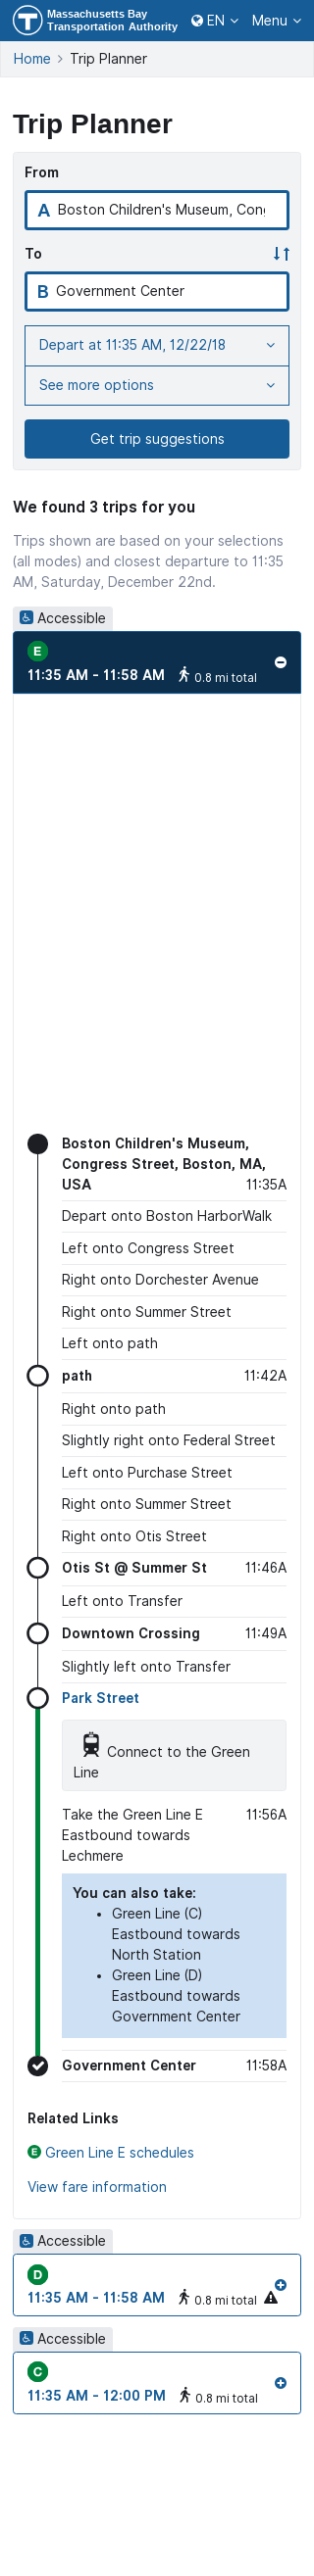 Massachusetts Bay
Transportation Authority
EN
Menu
Home
Trip Planner
Trip Planner
From
A
Boston Children's Museum, Cong
To
B
Government Center
Depart at 11:35 AM, 12/22/18
See more options
Get trip suggestions
We found 3 trips for you
Trips shown are based on your selections
(all modes) and closest departure to 11:35
AM, Saturday, December 22nd.
Accessible
E
11:35 AM - 11:58 AM
0.8 mi total
Boston Children's Museum,
Congress Street, Boston, MA,
USA
11:35A
Depart onto Boston HarborWalk
Left onto Congress Street
Right onto Dorchester Avenue
Right onto Summer Street
Left onto path
path
11:42A
Right onto path
Slightly right onto Federal Street
Left onto Purchase Street
Right onto Summer Street
Right onto Otis Street
Otis St @ Summer St
11:46A
Left onto Transfer
Downtown Crossing
11:49A
Slightly left onto Transfer
Park Street
Connect to the Green
Line
Take the Green Line E
11:56A
Eastbound towards
Lechmere
You can also take:
• Green Line (C)
Eastbound towards
North Station
• Green Line (D)
Eastbound towards
Government Center
Government Center
11:58A
Related Links
E Green Line E schedules
View fare information
Accessible
D
11:35 AM - 11:58 AM
0.8 mi total
Accessible
C
11:35 AM - 12:00 PM
0.8 mi total